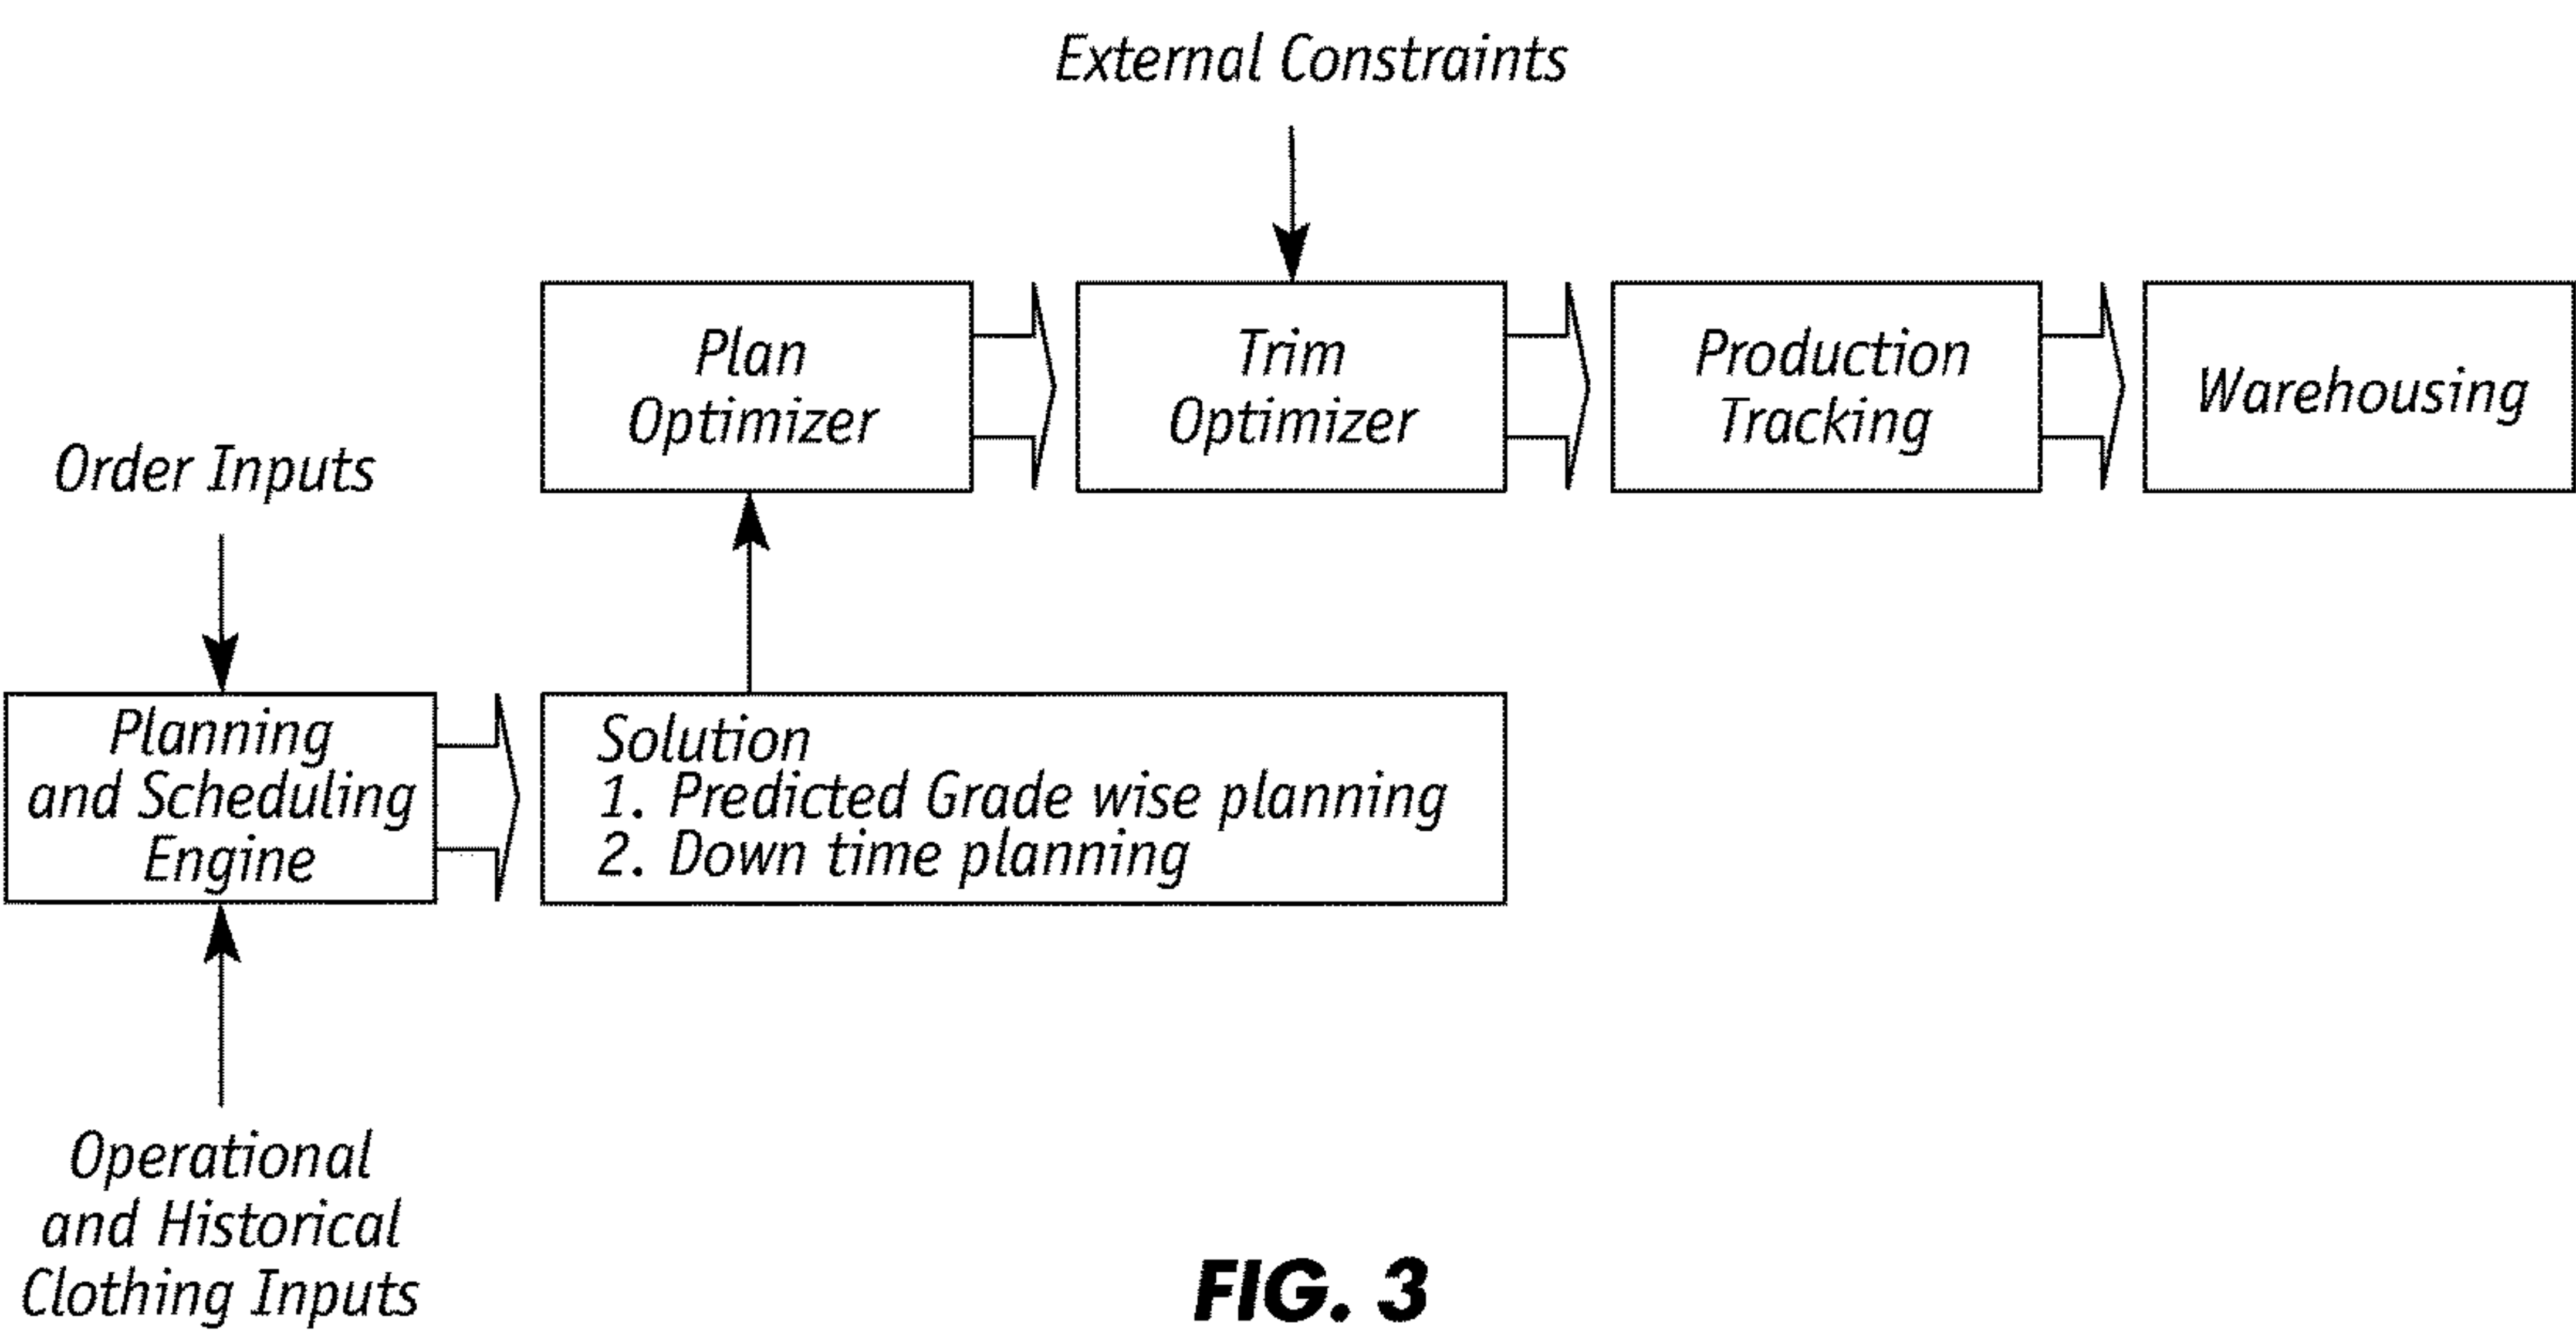 External Constraints
Plan
Optimizer
Trim
Optimizer
Production
Tracking
Warehousing
Order Inputs
Planning
and Scheduling
Engine
Solution
1. Predicted Grade wise planning
2. Down time planning
Operational
and Historical
Clothing Inputs
FIG. 3